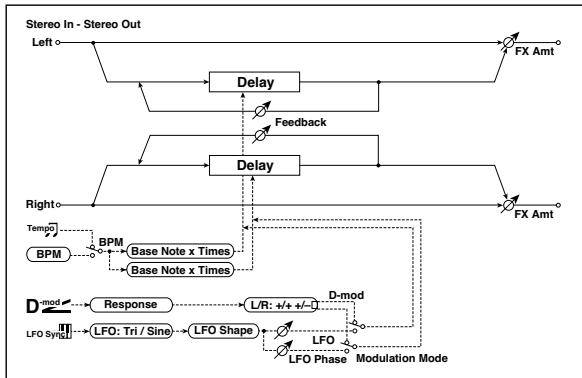 Stereo In - Stereo Out
Left
FX Amt
Delay
Feedback
Delay
Right
FX Amt
Tempo
BPM
BPM
Base Note x Times
Base Note x Times
D-mod
Response
L/R: +/+ +/–
D-mod
LFO Sync
LFO: Tri / Sine
LFO Shape
LFO
LFO Phase
Modulation Mode